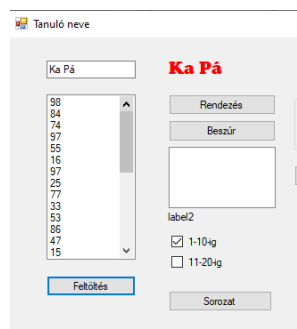 Tanuló neve
Ka Pá
Ka Pá
98
84
74
97
55
16
97
25
77
33
53
86
47
15
Rendezés
Beszúr
label2
1-10-ig
11-20-ig
Feltöltés
Sorozat